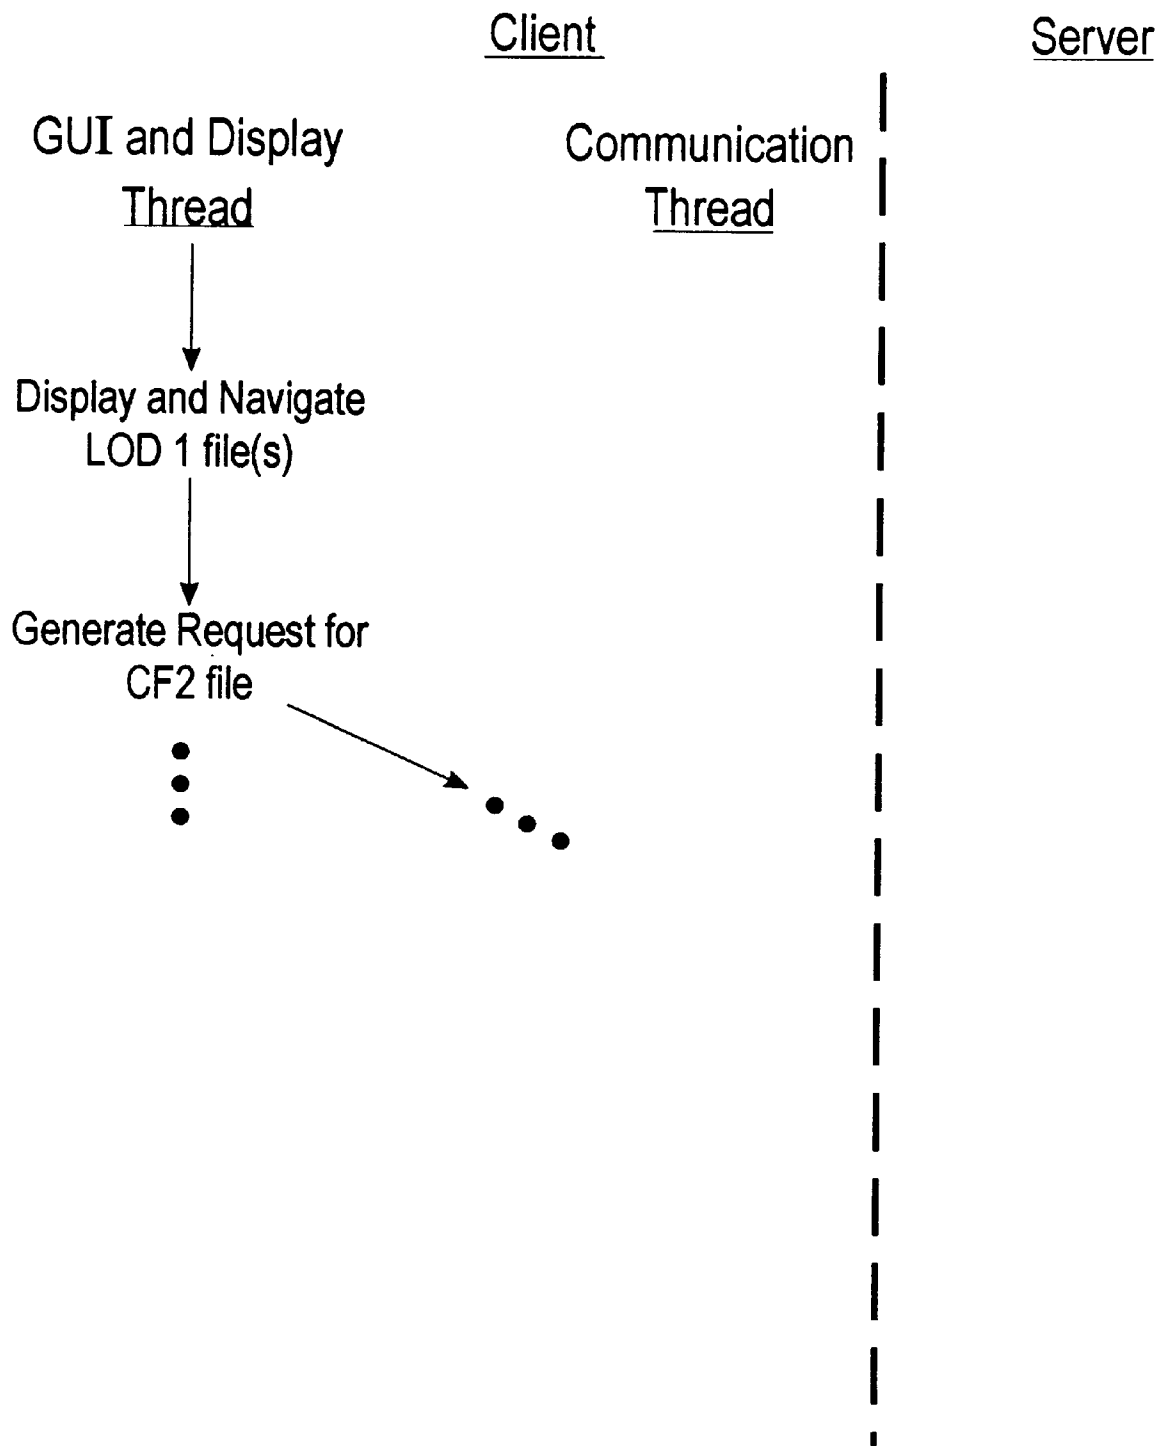 Client
Server
GUI and Display
Thread
Communication
Thread
Display and Navigate
LOD 1 file(s)
Generate Request for
CF2 file